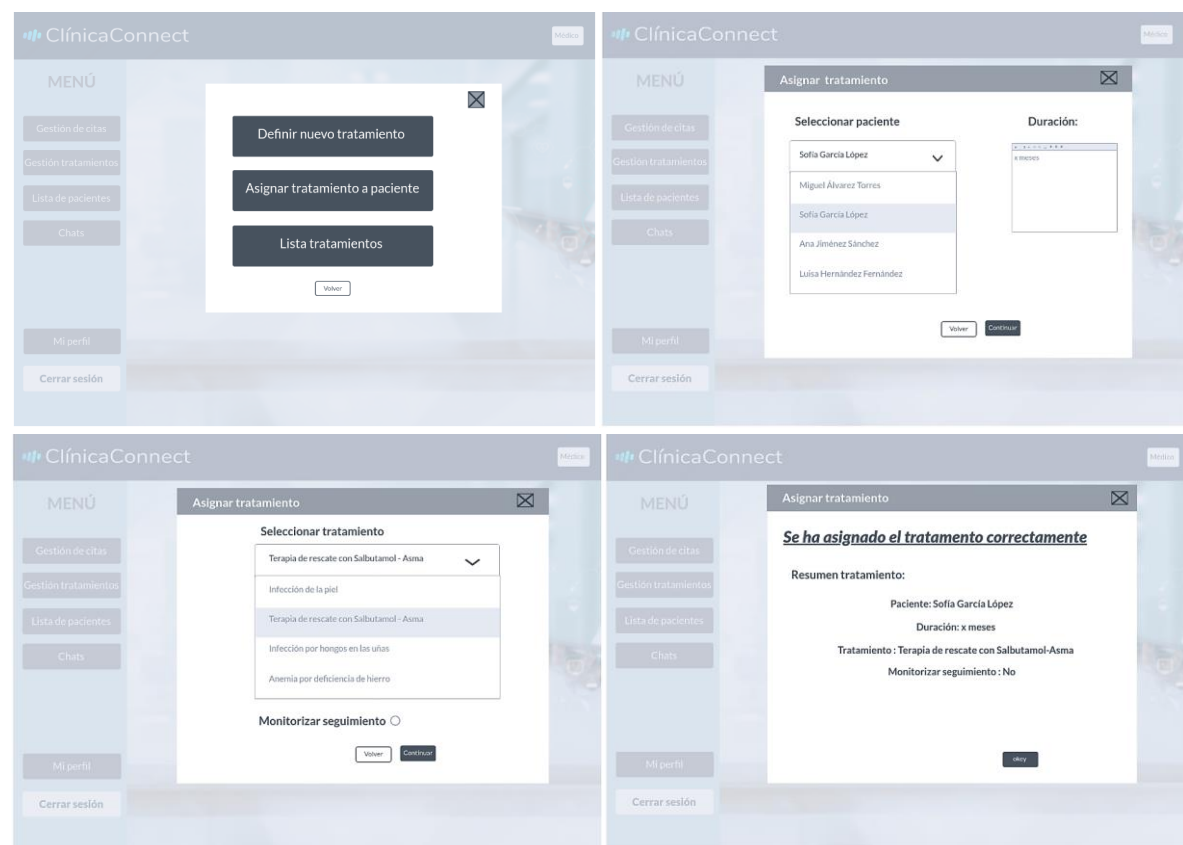 ClínicaConnect
Médico
MENÚ
Gestión de citas
Gestión tratamientos
Lista de pacientes
Chats
Mi perfil
Cerrar sesión
Definir nuevo tratamiento
Asignar tratamiento a paciente
Lista tratamientos
Volver
ClínicaConnect
Médico
MENÚ
Gestión de citas
Gestión tratamientos
Lista de pacientes
Chats
Mi perfil
Cerrar sesión
Asignar tratamiento
Seleccionar paciente
Duración:
Sofía García López
x meses
Miguel Álvarez Torres
Sofía García López
Ana Jiménez Sánchez
Luisa Hernández Fernández
Volver
Continuar
ClínicaConnect
Médico
MENÚ
Gestión de citas
Gestión tratamientos
Lista de pacientes
Chats
Mi perfil
Cerrar sesión
Asignar tratamiento
Seleccionar tratamiento
Terapia de rescate con Salbutamol - Asma
Infección de la piel
Terapia de rescate con Salbutamol - Asma
Infección por hongos en las uñas
Anemia por deficiencia de hierro
Monitorizar seguimiento
Volver
Continuar
ClínicaConnect
Médico
MENÚ
Gestión de citas
Gestión tratamientos
Lista de pacientes
Chats
Mi perfil
Cerrar sesión
Asignar tratamiento
Se ha asignado el tratamento correctamente
Resumen tratamiento:
Paciente: Sofía García López
Duración: x meses
Tratamiento : Terapia de rescate con Salbutamol-Asma
Monitorizar seguimiento : No
okey